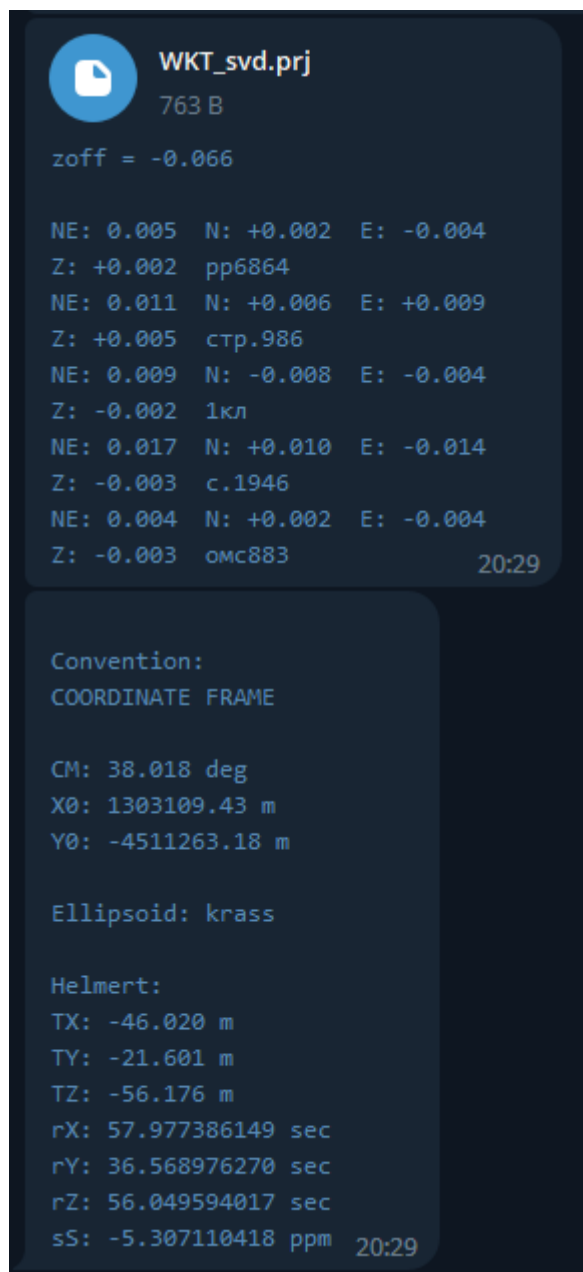 WKT_svd.prj
763 B
zoff = -0.066
NE: 0.005  N: +0.002  E: -0.004
Z: +0.002  pp6864
NE: 0.011  N: +0.006  E: +0.009
Z: +0.005  стр.986
NE: 0.009  N: -0.008  E: -0.004
Z: -0.002  1кл
NE: 0.017  N: +0.010  E: -0.014
Z: -0.003  с.1946
NE: 0.004  N: +0.002  E: -0.004
Z: -0.003  омс883
20:29
Convention:
COORDINATE FRAME
CM: 38.018 deg
X0: 1303109.43 m
Y0: -4511263.18 m
Ellipsoid: krass
Helmert:
TX: -46.020 m
TY: -21.601 m
TZ: -56.176 m
rX: 57.977386149 sec
rY: 36.568976270 sec
rZ: 56.049594017 sec
sS: -5.307110418 ppm
20:29